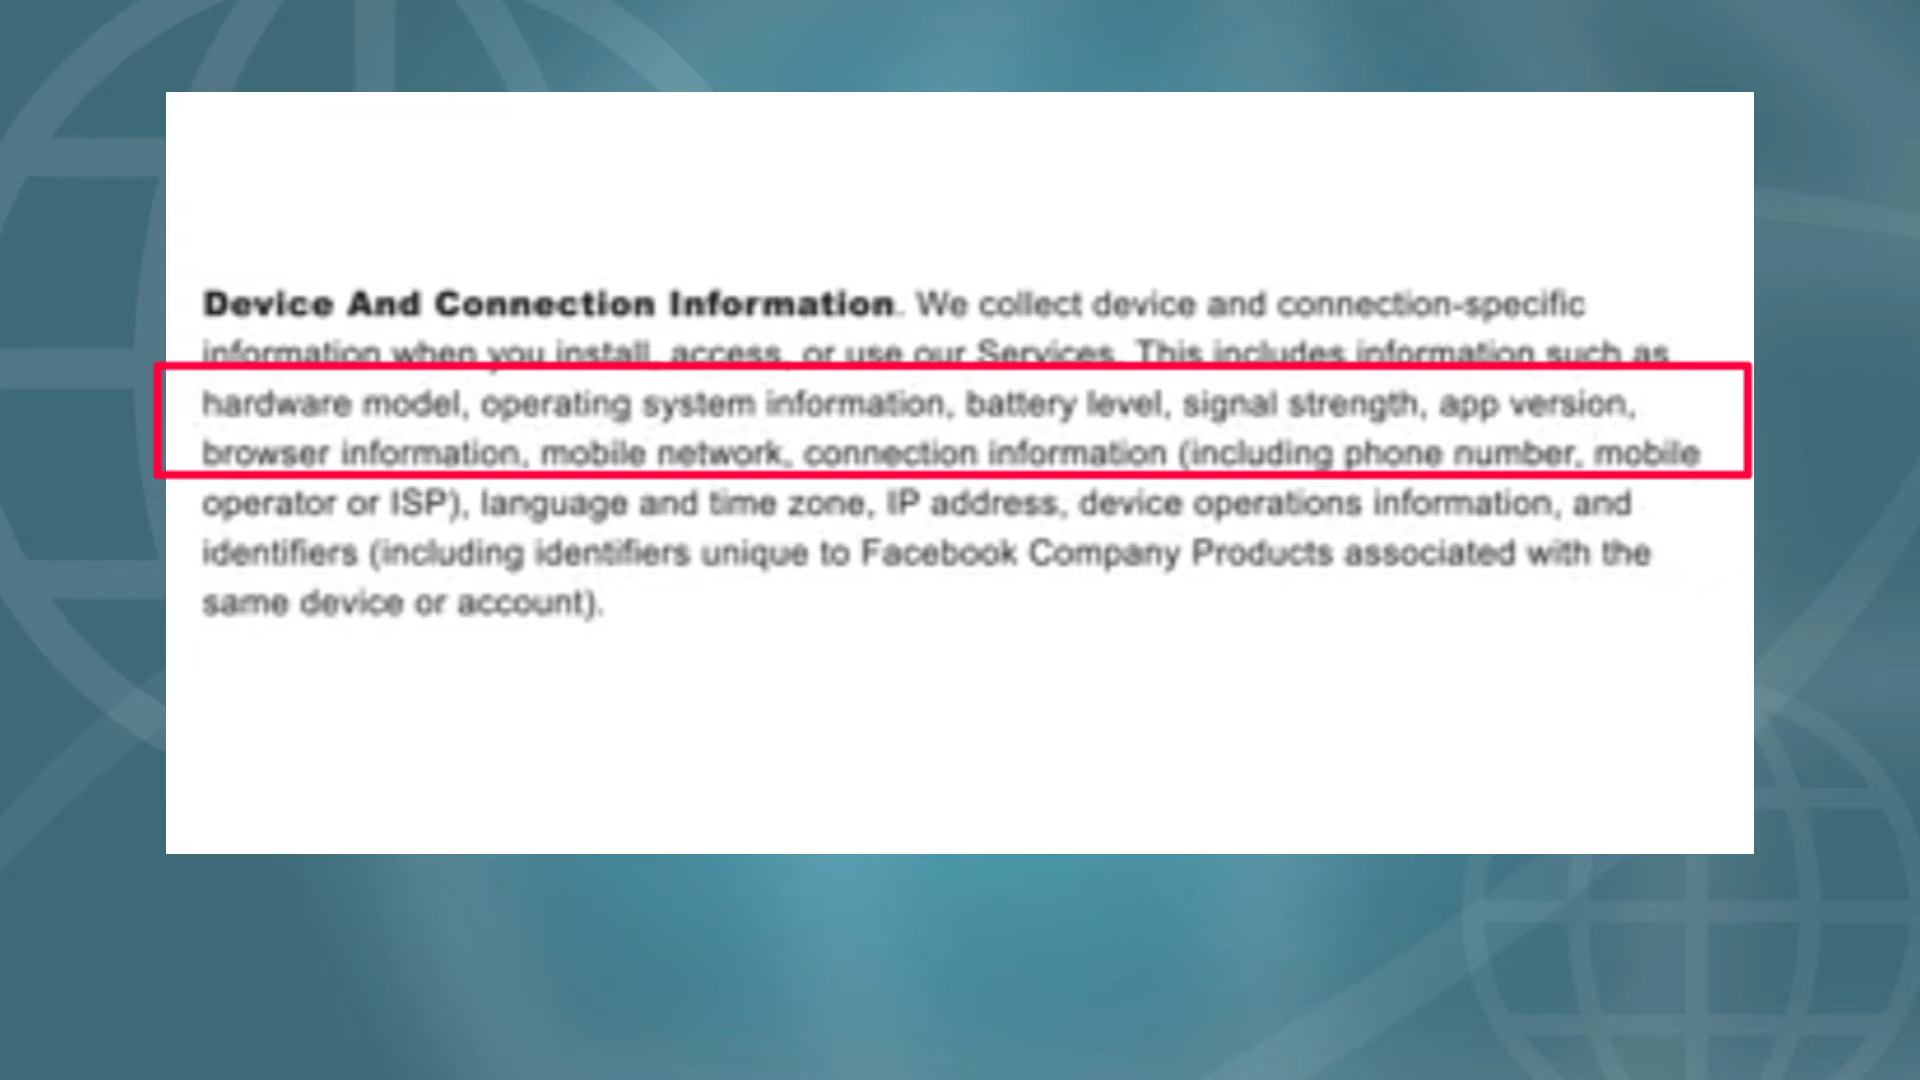 Device And Connection Information. We collect device and connection-specific
information when you install, access, or use our Services. This includes information such as
hardware model, operating system information, battery level, signal strength, app version,
browser information, mobile network, connection information (including phone number, mobile
operator or ISP), language and time zone, IP address, device operations information, and
identifiers (including identifiers unique to Facebook Company Products associated with the
same device or account).